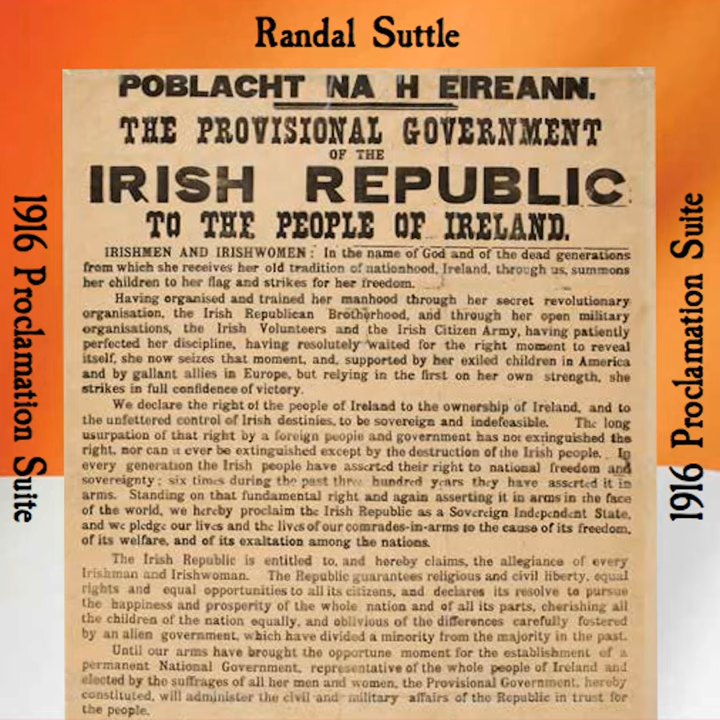 Randal Suttle
1916 Proclamation Suite
POBLACHT NA H EIREANN.
THE PROVISIONAL GOVERNMENT
OF THE
IRISH REPUBLIC
TO THE PEOPLE OF IRELAND.
IRISHMEN AND IRISHWOMEN : In the name of God and of the dead generations
from which she receives her old tradition of nationhood, Ireland, through us, summons
her children to her flag and strikes for her freedom.
Having organised and trained her manhood through her secret revolutionary
organisation, the Irish Republican Brotherhood, and through her open military
organisations, the Irish Volunteers and the Irish Citizen Army, having patiently
perfected her discipline, having resolutely waited for the right moment to reveal
itself, she now seizes that moment, and, supported by her exiled children in America
and by gallant allies in Europe, but relying in the first on her own strength, she
strikes in full confidence of victory.
We declare the right of the people of Ireland to the ownership of Ireland, and to
the unfettered control of Irish destinies, to be sovereign and indefeasible. The long
usurpation of that right by a foreign people and government has not extinguished the
right, nor can it ever be extinguished except by the destruction of the Irish people. In
every generation the Irish people have asserted their right to national freedom and
sovereignty ; six times during the past three hundred years they have asserted it in
arms. Standing on that fundamental right and again asserting it in arms in the face
of the world, we hereby proclaim the Irish Republic as a Sovereign Independent State,
and we pledge our lives and the lives of our comrades-in-arms to the cause of its freedom,
of its welfare, and of its exaltation among the nations.
The Irish Republic is entitled to, and hereby claims, the allegiance of every
Irishman and Irishwoman. The Republic guarantees religious and civil liberty, equal
rights and equal opportunities to all its citizens, and declares its resolve to pursue
the happiness and prosperity of the whole nation and of all its parts, cherishing all
the children of the nation equally, and oblivious of the differences carefully fostered
by an alien government, which have divided a minority from the majority in the past.
Until our arms have brought the opportune moment for the establishment of a
permanent National Government, representative of the whole people of Ireland and
elected by the suffrages of all her men and women, the Provisional Government, hereby
constituted, will administer the civil and military affairs of the Republic in trust for
the people.
1916 Proclamation Suite